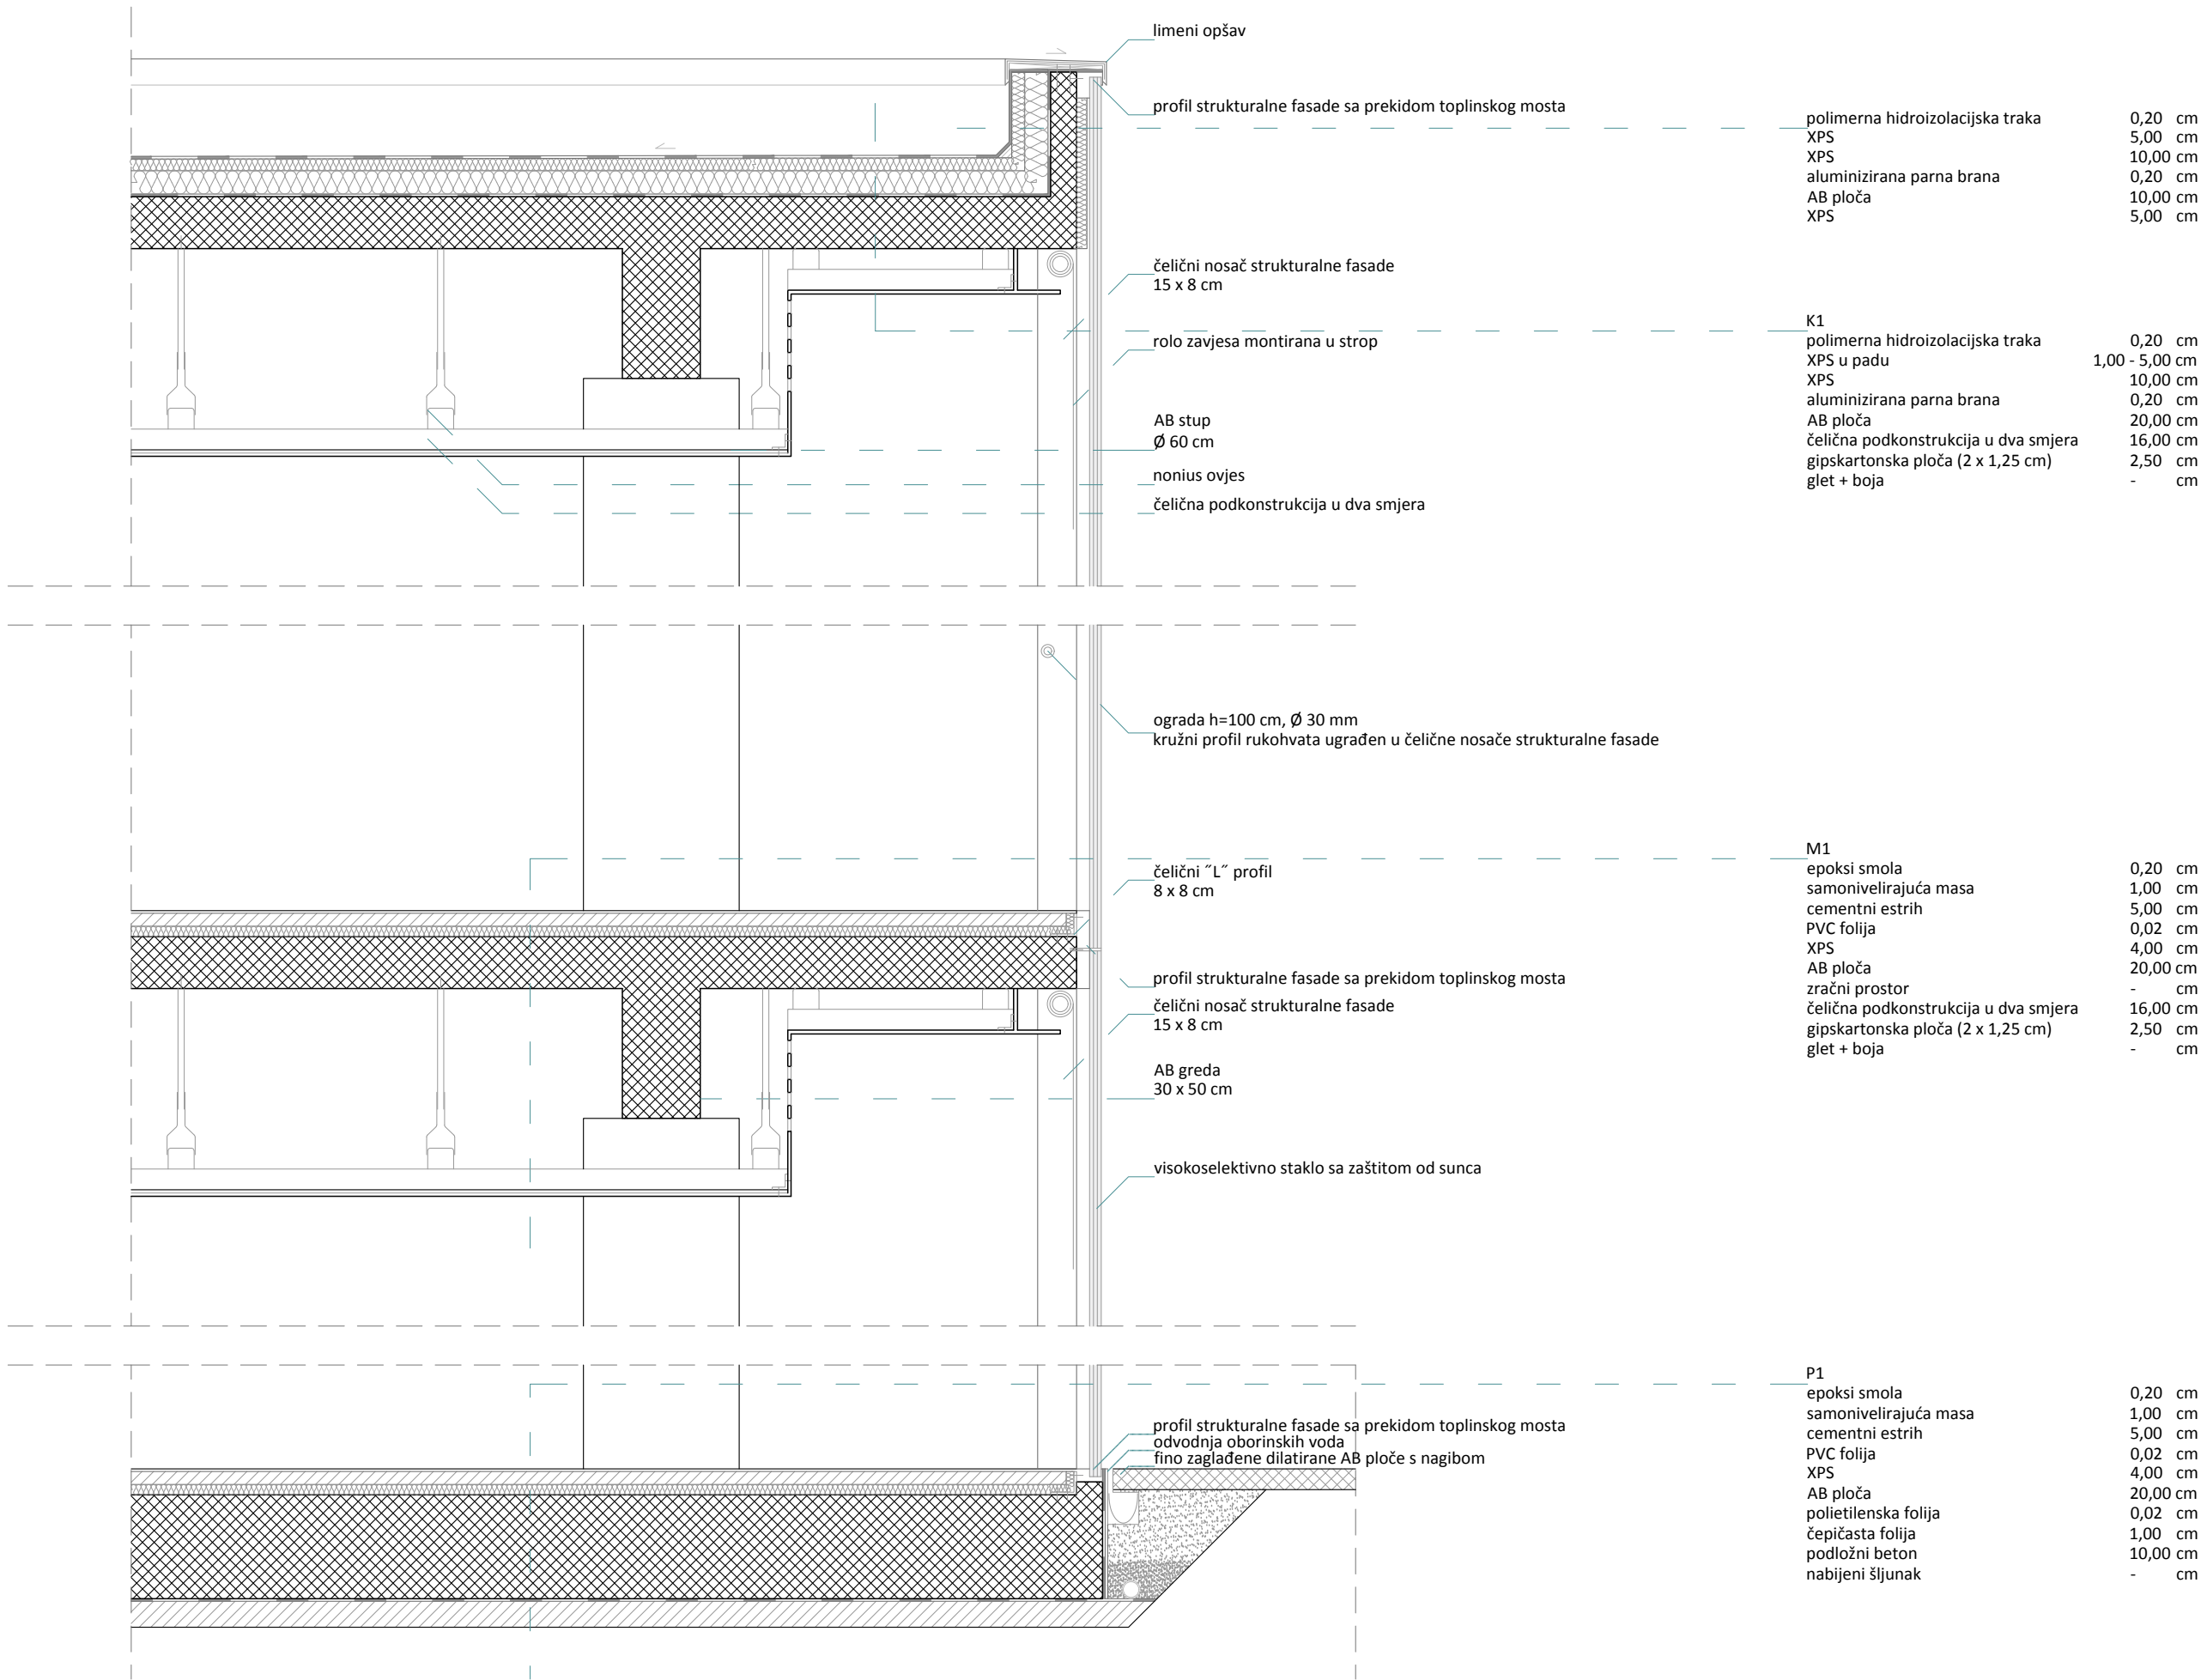 limeni opšav
profil strukturalne fasade sa prekidom toplinskog mosta
čelični nosač strukturalne fasade
15 x 8 cm
rolo zavjesa montirana u strop
AB stup
Ø 60 cm
nonius ovjes
čelična podkonstrukcija u dva smjera
ograda h=100 cm, Ø 30 mm
kružni profil rukohvata ugrađen u čelične nosače strukturalne fasade
čelični ˝L˝ profil
8 x 8 cm
profil strukturalne fasade sa prekidom toplinskog mosta
čelični nosač strukturalne fasade
15 x 8 cm
AB greda
30 x 50 cm
visokoselektivno staklo sa zaštitom od sunca
profil strukturalne fasade sa prekidom toplinskog mosta
odvodnja oborinskih voda
fino zaglađene dilatirane AB ploče s nagibom
polimerna hidroizolacijska traka 0,20 cm
XPS 5,00 cm
XPS 10,00 cm
aluminizirana parna brana 0,20 cm
AB ploča 10,00 cm
XPS 5,00 cm
K1
polimerna hidroizolacijska traka 0,20 cm
XPS u padu 1,00 - 5,00 cm
XPS 10,00 cm
aluminizirana parna brana 0,20 cm
AB ploča 20,00 cm
čelična podkonstrukcija u dva smjera 16,00 cm
gipskartonska ploča (2 x 1,25 cm) 2,50 cm
glet + boja - cm
M1
epoksi smola 0,20 cm
samonivelirajuća masa 1,00 cm
cementni estrih 5,00 cm
PVC folija 0,02 cm
XPS 4,00 cm
AB ploča 20,00 cm
zračni prostor - cm
čelična podkonstrukcija u dva smjera 16,00 cm
gipskartonska ploča (2 x 1,25 cm) 2,50 cm
glet + boja - cm
P1
epoksi smola 0,20 cm
samonivelirajuća masa 1,00 cm
cementni estrih 5,00 cm
PVC folija 0,02 cm
XPS 4,00 cm
AB ploča 20,00 cm
polietilenska folija 0,02 cm
čepičasta folija 1,00 cm
podložni beton 10,00 cm
nabijeni šljunak - cm